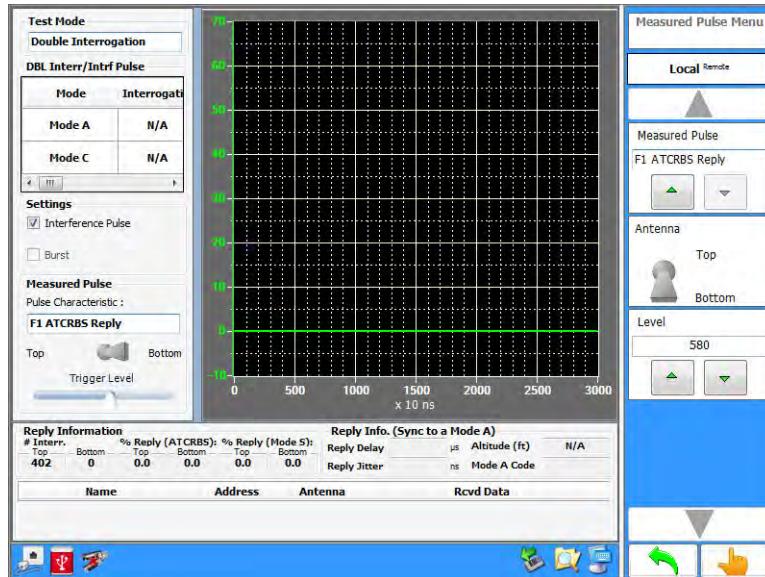 Test Mode
Double Interrogation
DBL Interr/Intrf Pulse
Mode Interrogati
Mode A N/A
Mode C N/A
Settings
Interference Pulse
Burst
Measured Pulse
Pulse Characteristic :
F1 ATCRBS Reply
Top Bottom
Trigger Level
70
60
50
40
30
20
10
0
-10
0 500 1000 1500 2000 2500 3000
x 10 ns
Reply Information
# Interr. % Reply (ATCRBS): % Reply (Mode S):
Top Bottom Top Bottom Top Bottom
402 0 0.0 0.0 0.0 0.0
Reply Info. (Sync to a Mode A)
Reply Delay µs Altitude (ft) N/A
Reply Jitter ns Mode A Code
Name Address Antenna Rcvd Data
Measured Pulse Menu
Local Remote
Measured Pulse
F1 ATCRBS Reply
Antenna
Top
Bottom
Level
580